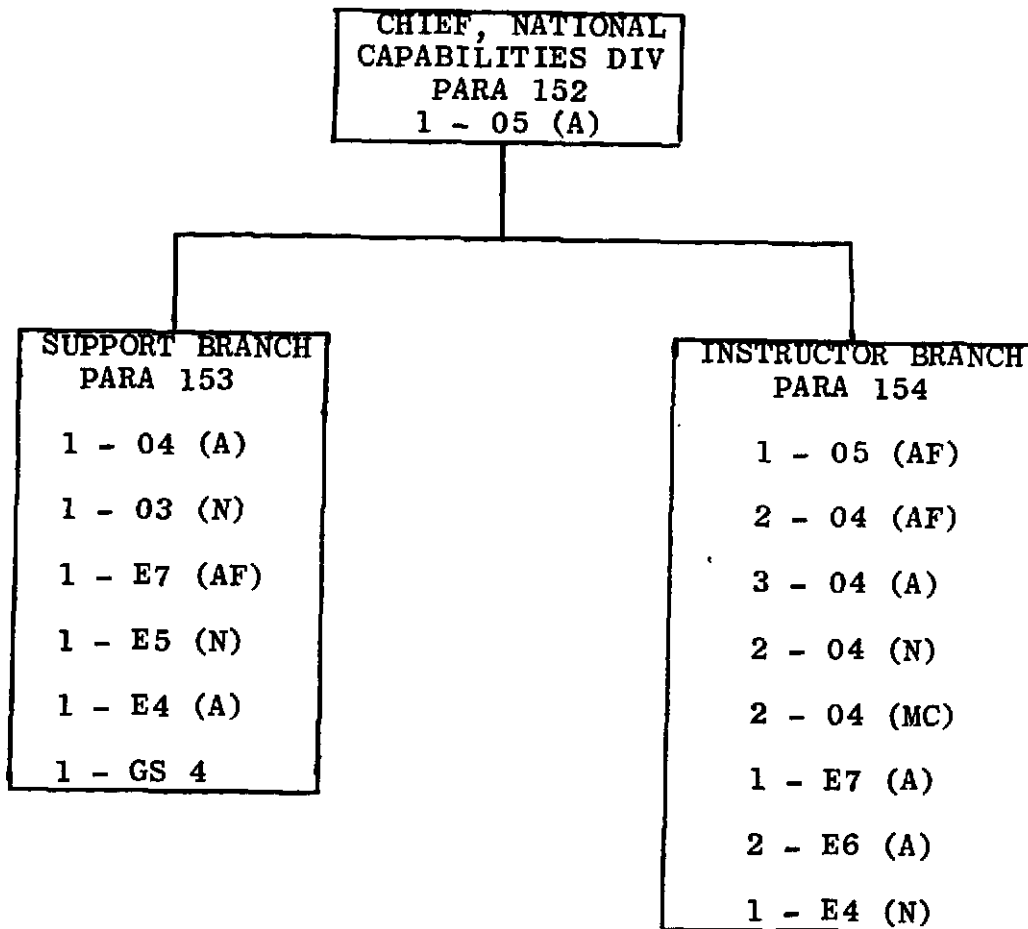 CHIEF, NATIONAL
CAPABILITIES DIV
PARA 152
1 - 05 (A)
SUPPORT BRANCH
PARA 153
1 - 04 (A)
1 - 03 (N)
1 - E7 (AF)
1 - E5 (N)
1 - E4 (A)
1 - GS 4
INSTRUCTOR BRANCH
PARA 154
1 - 05 (AF)
2 - 04 (AF)
3 - 04 (A)
2 - 04 (N)
2 - 04 (MC)
1 - E7 (A)
2 - E6 (A)
1 - E4 (N)